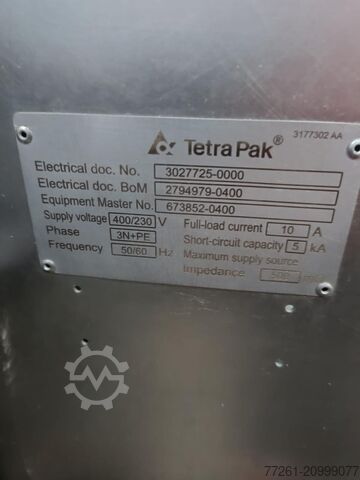 3177302 AA
Tetra Pak®
Electrical doc. No. 3027725-0000
Electrical doc. BoM 2794979-0400
Equipment Master No. 673852-0400
Supply voltage 400/230 V Full-load current 10 A
Phase 3N+PE Short-circuit capacity 5 kA
Frequency 50/60 Hz Maximum supply source
Impedance 500
77261-20999077